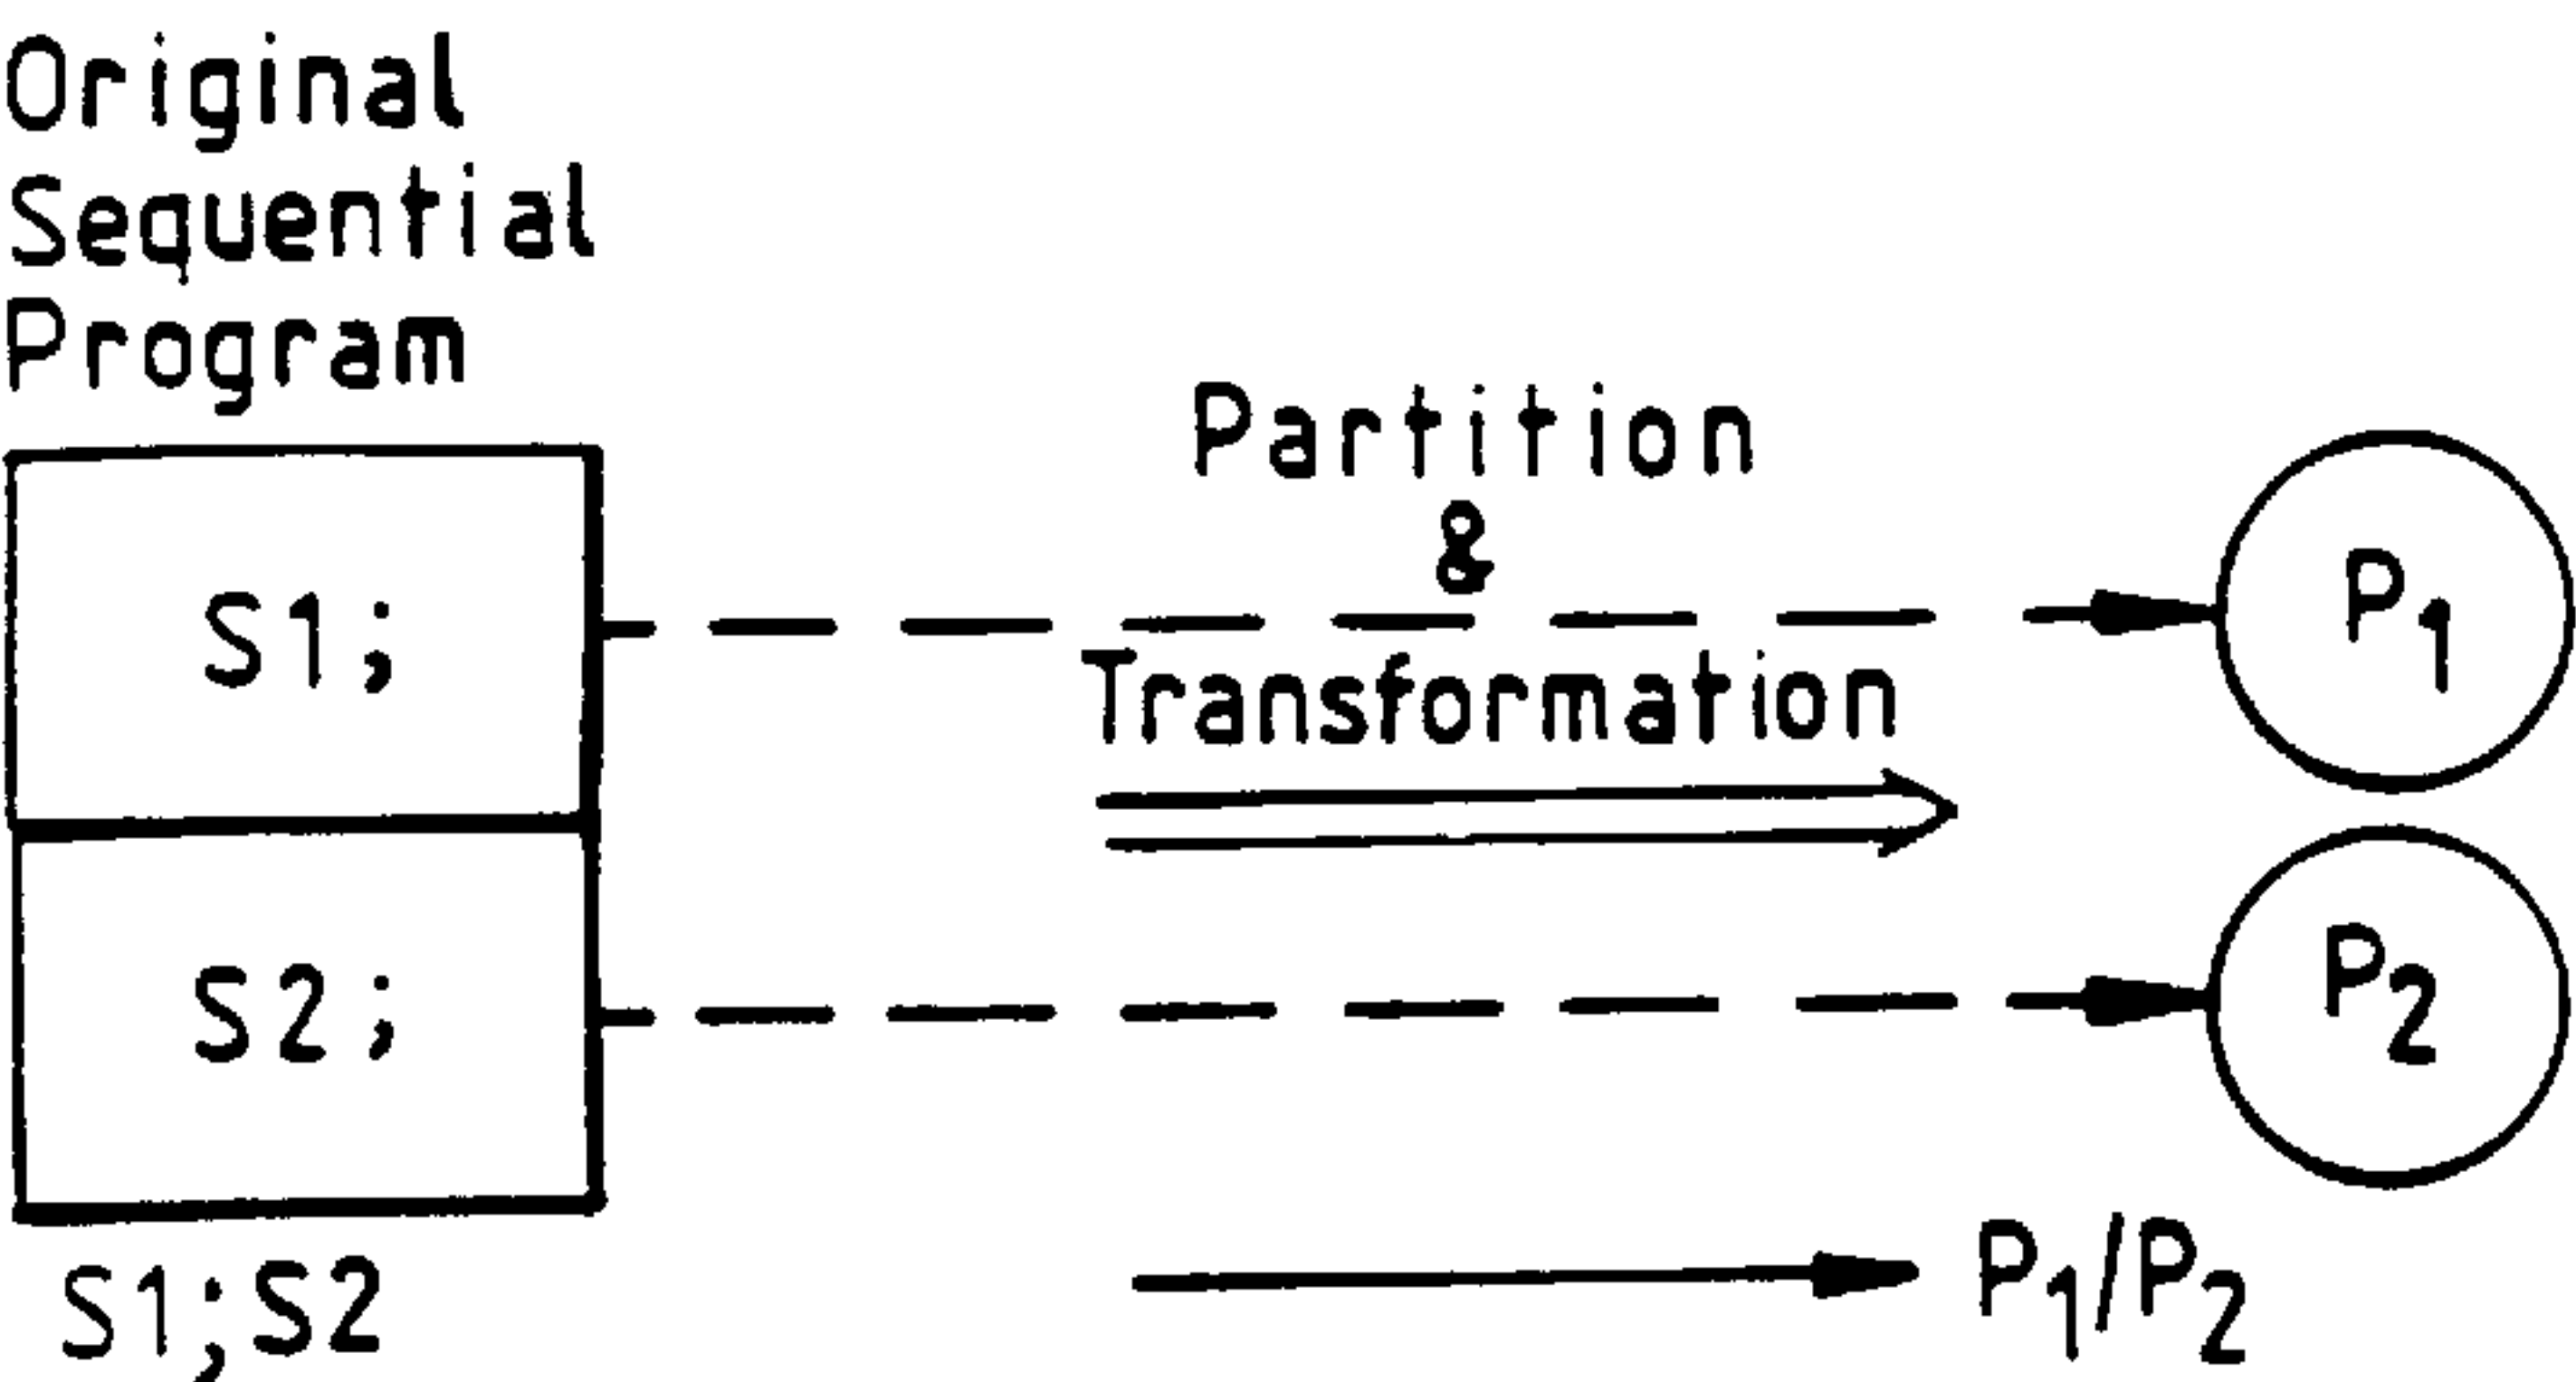 Original
Sequential
Program
Partition
&
Transformation
S1;
P₁
S2;
P₂
S1;S2
P₁/P₂